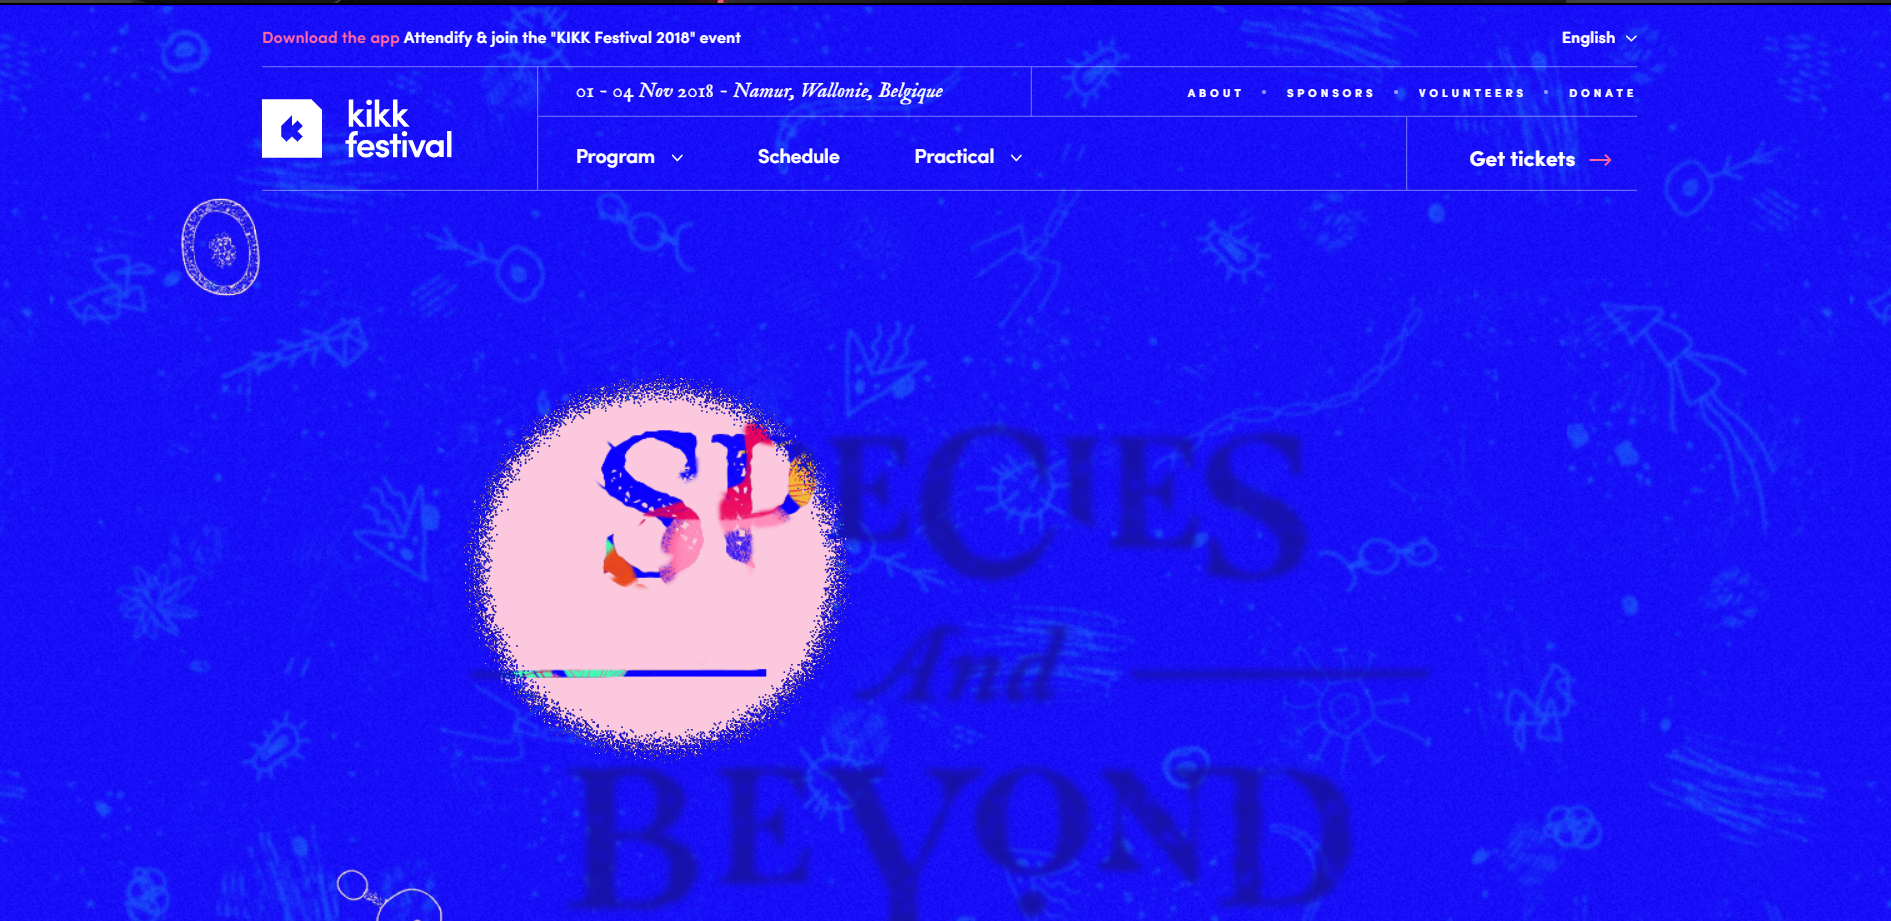 Download the app Attendify & join the "KIKK Festival 2018" event
English
01 - 04 Nov 2018 - Namur, Wallonie, Belgique
ABOUT • SPONSORS • VOLUNTEERS • DONATE
kikk
festival
Program
Schedule
Practical
Get tickets →
SPECIES
And
BEYOND